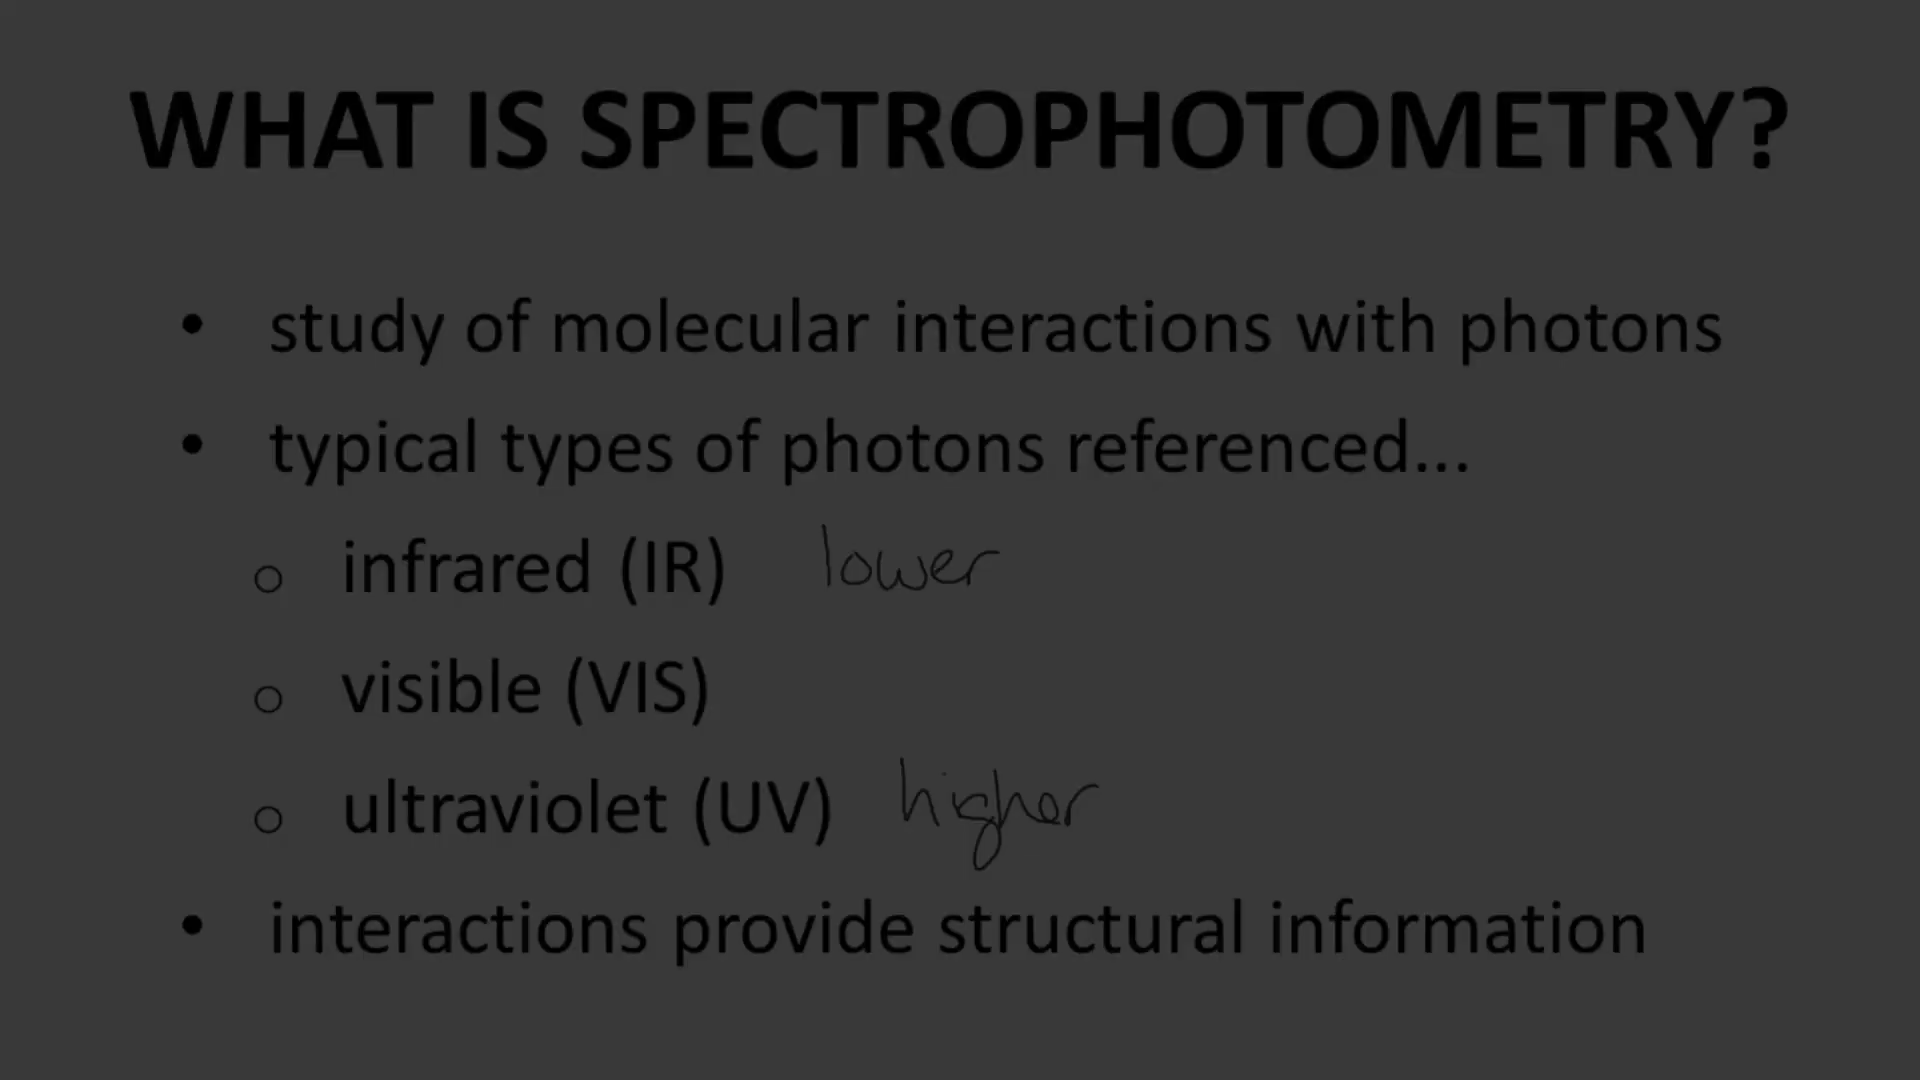 WHAT IS SPECTROPHOTOMETRY?
• study of molecular interactions with photons
• typical types of photons referenced...
o infrared (IR) lower
o visible (VIS)
o ultraviolet (UV) higher
• interactions provide structural information